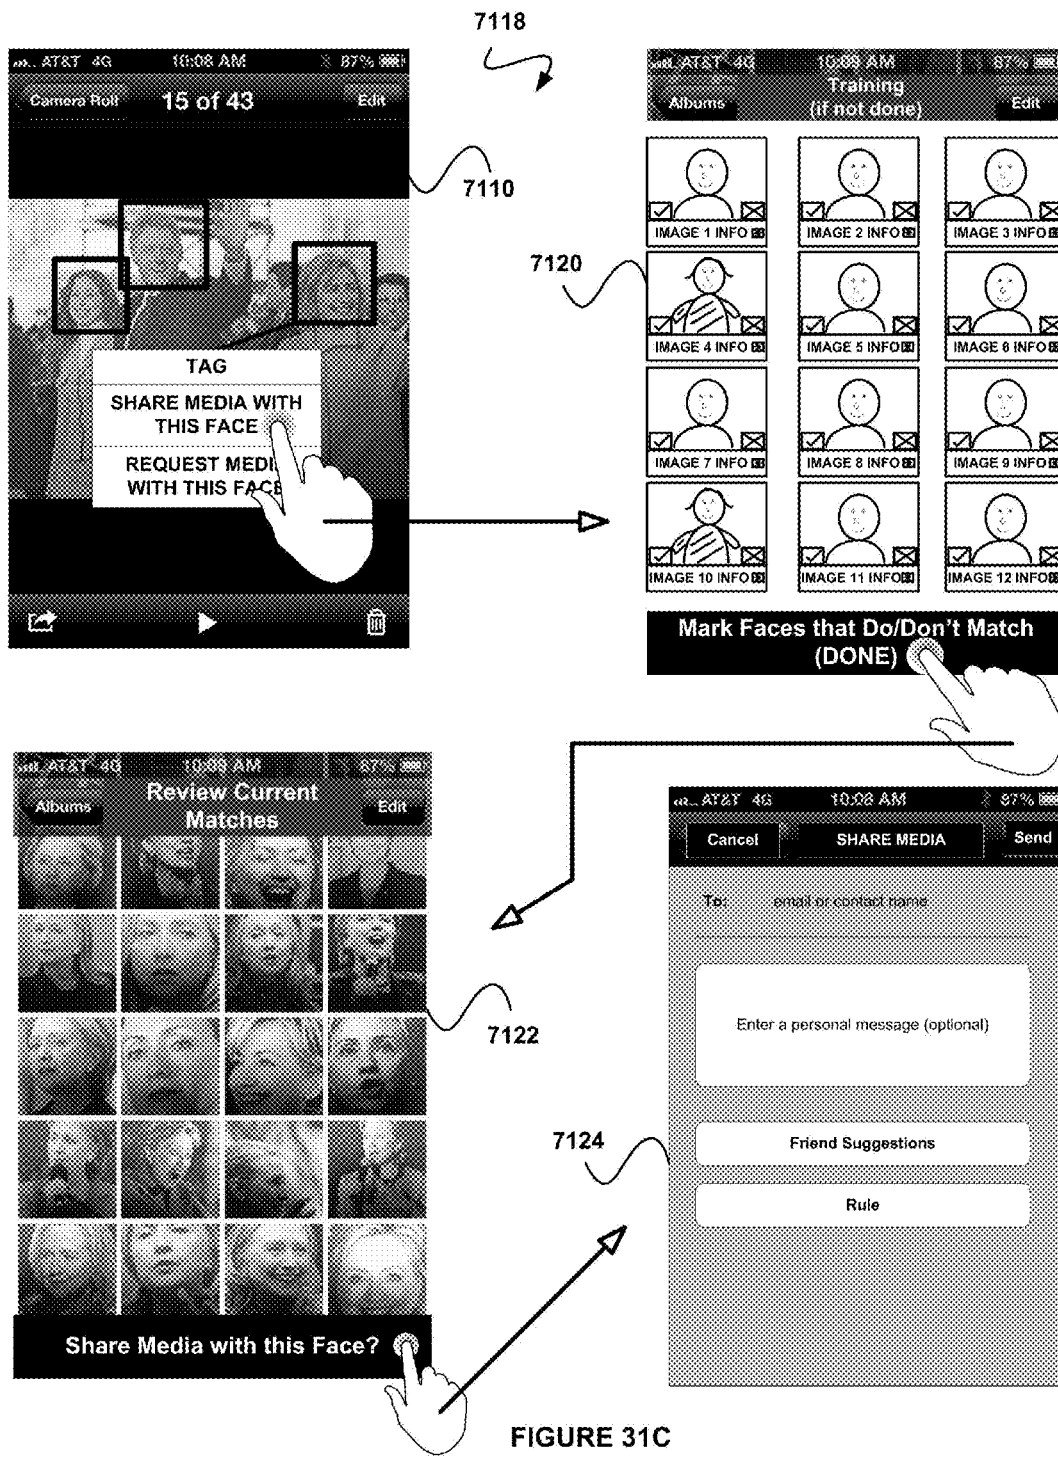 7118
AT&T 4G 10:08 AM 87%
Camera Roll 15 of 43 Edit
7110
TAG
SHARE MEDIA WITH
THIS FACE
REQUEST MEDI
WITH THIS FACE
AT&T 4G 10:08 AM 87%
Albums Training Edit
(if not done)
7120
IMAGE 1 INFO IMAGE 2 INFO IMAGE 3 INFO
IMAGE 4 INFO IMAGE 5 INFO IMAGE 6 INFO
IMAGE 7 INFO IMAGE 8 INFO IMAGE 9 INFO
IMAGE 10 INFO IMAGE 11 INFO IMAGE 12 INFO
Mark Faces that Do/Don't Match
(DONE)
AT&T 4G 10:08 AM 87%
Albums Review Current Edit
Matches
7122
Share Media with this Face?
AT&T 4G 10:08 AM 87%
Cancel SHARE MEDIA Send
To: email or contact name
Enter a personal message (optional)
7124
Friend Suggestions
Rule
FIGURE 31C